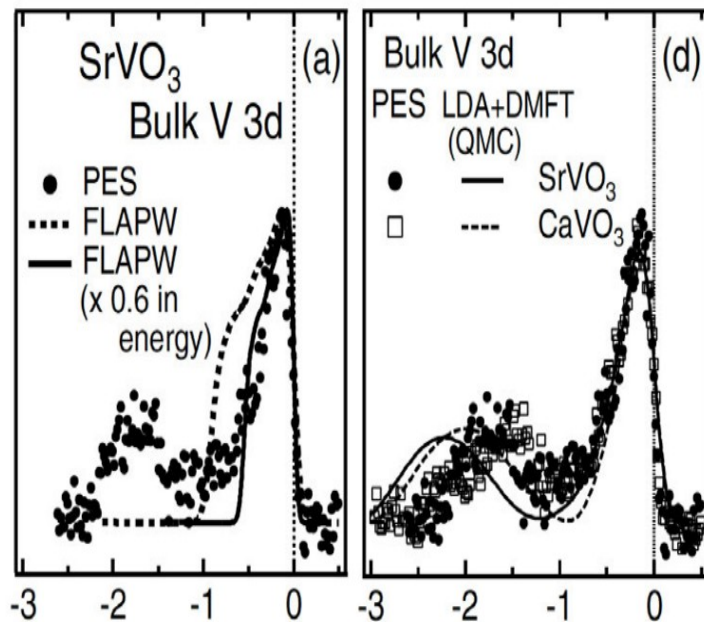 SrVO₃ (a)
Bulk V 3d
PES
FLAPW
FLAPW
(x 0.6 in
energy)
-3 -2 -1 0
Bulk V 3d (d)
PES LDA+DMFT
(QMC)
SrVO₃
CaVO₃
-3 -2 -1 0